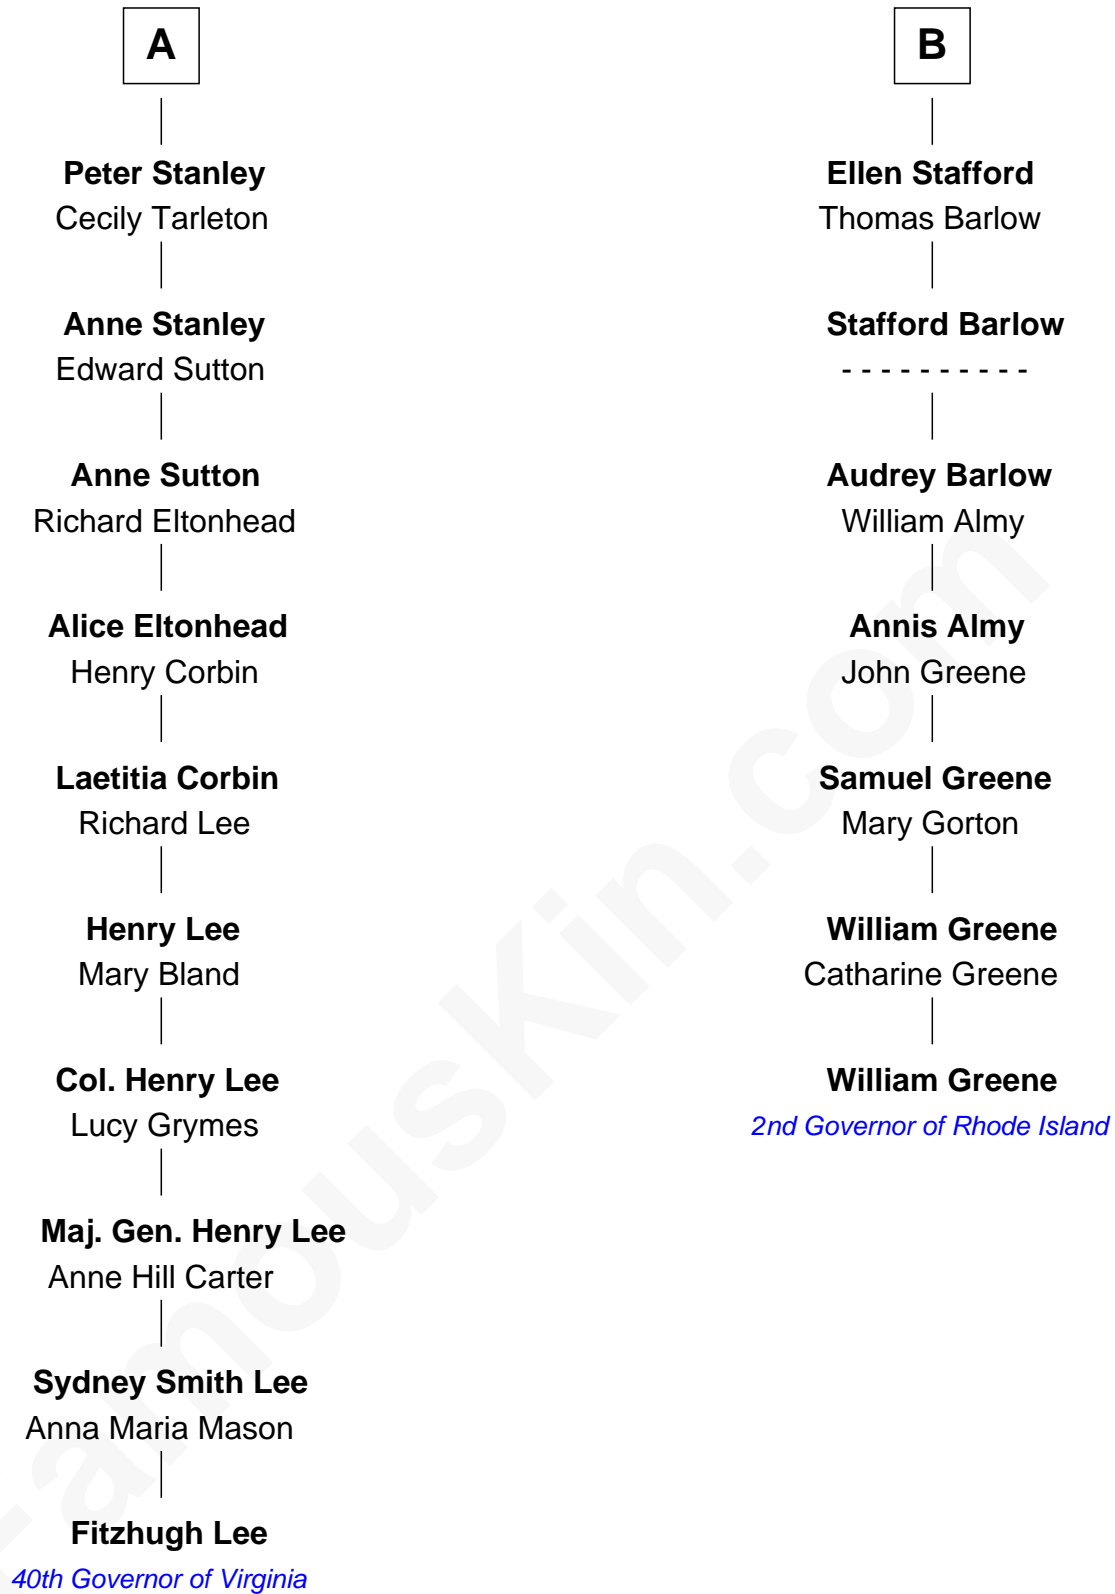 A
Peter Stanley
Cecily Tarleton
Anne Stanley
Edward Sutton
Anne Sutton
Richard Eltonhead
Alice Eltonhead
Henry Corbin
Laetitia Corbin
Richard Lee
Henry Lee
Mary Bland
Col. Henry Lee
Lucy Grymes
Maj. Gen. Henry Lee
Anne Hill Carter
Sydney Smith Lee
Anna Maria Mason
Fitzhugh Lee
40th Governor of Virginia
B
Ellen Stafford
Thomas Barlow
Stafford Barlow
- - - - - - - - - -
Audrey Barlow
William Almy
Annis Almy
John Greene
Samuel Greene
Mary Gorton
William Greene
Catharine Greene
William Greene
2nd Governor of Rhode Island
FamousKin.com